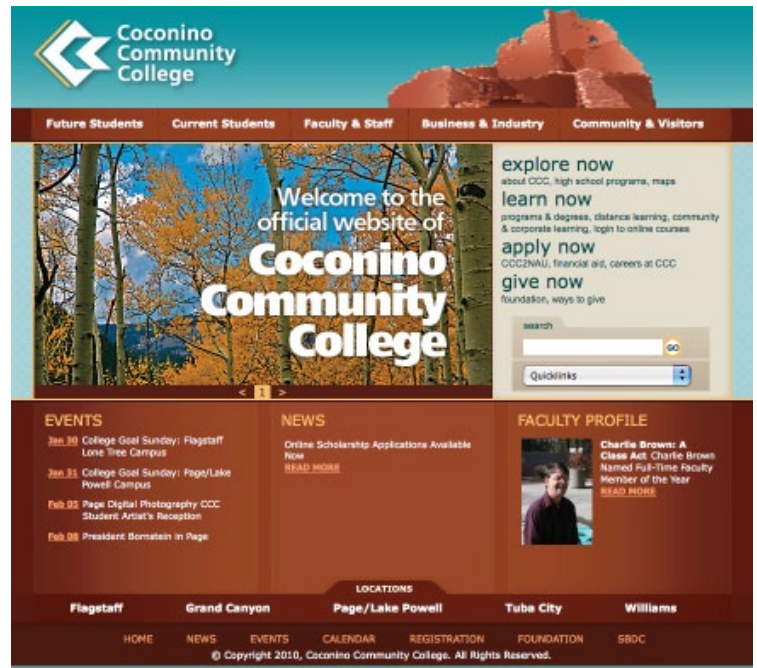 Coconino
Community
College
Future Students Current Students Faculty & Staff Business & Industry Community & Visitors
Welcome to the
official website of
Coconino
Community
College
< 1 >
explore now
about CCC, high school programs, maps
learn now
programs & degrees, distance learning, community
& corporate learning, login to online courses
apply now
CCC2NAU, financial aid, careers at CCC
give now
foundation, ways to give
search
GO
Quicklinks
EVENTS
Jan 30 College Goal Sunday: Flagstaff
Lone Tree Campus
Jan 31 College Goal Sunday: Page/Lake
Powell Campus
Feb 05 Page Digital Photography CCC
Student Artist's Reception
Feb 08 President Bornstein in Page
NEWS
Online Scholarship Applications Available
Now
READ MORE
FACULTY PROFILE
Charlie Brown: A
Class Act Charlie Brown
Named Full-Time Faculty
Member of the Year
READ MORE
LOCATIONS
Flagstaff Grand Canyon Page/Lake Powell Tuba City Williams
HOME NEWS EVENTS CALENDAR REGISTRATION FOUNDATION SBDC
© Copyright 2010, Coconino Community College. All Rights Reserved.